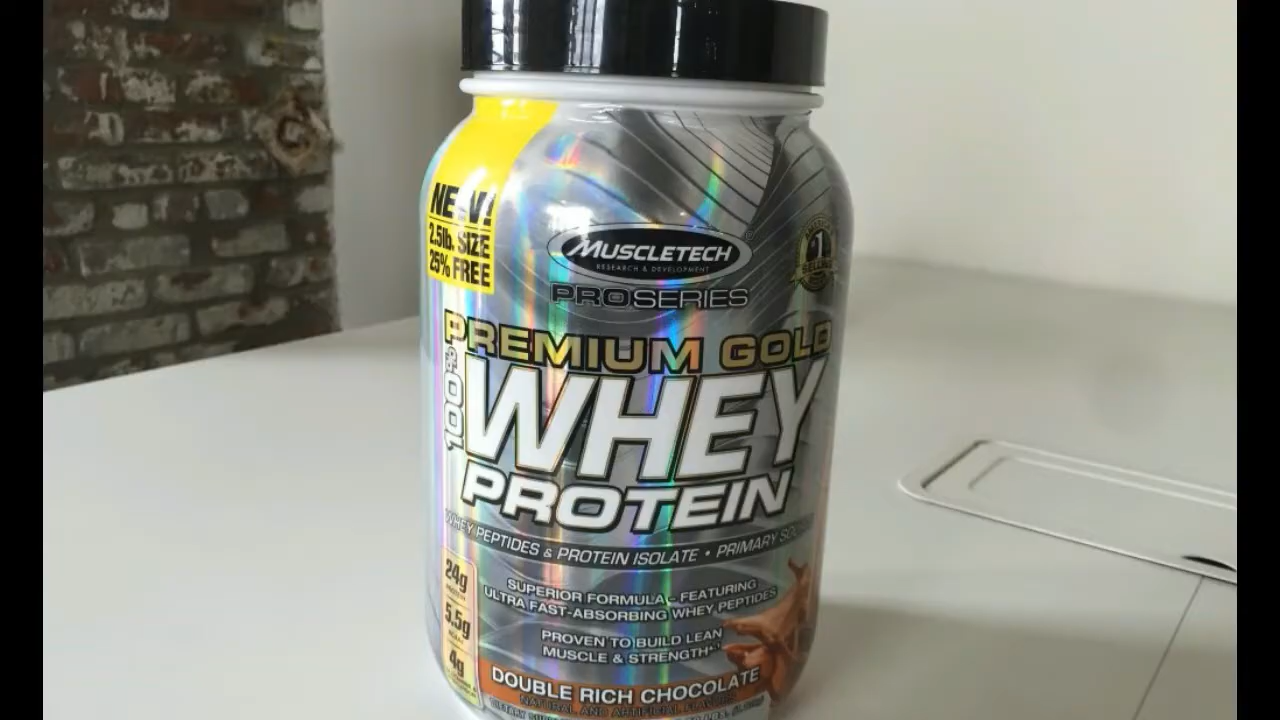 NEW!
2.5lb. SIZE
25% FREE
MUSCLETECH
RESEARCH & DEVELOPMENT
PROSERIES
#1
PREMIUM GOLD
100%
WHEY
PROTEIN
WHEY PEPTIDES & PROTEIN ISOLATE • PRIMARY
24g
5.5g
4g
SUPERIOR FORMULA - FEATURING
ULTRA FAST-ABSORBING WHEY PEPTIDES
PROVEN TO BUILD LEAN
MUSCLE & STRENGTH
DOUBLE RICH CHOCOLATE
NATURAL AND ARTIFICIAL FLAVORS